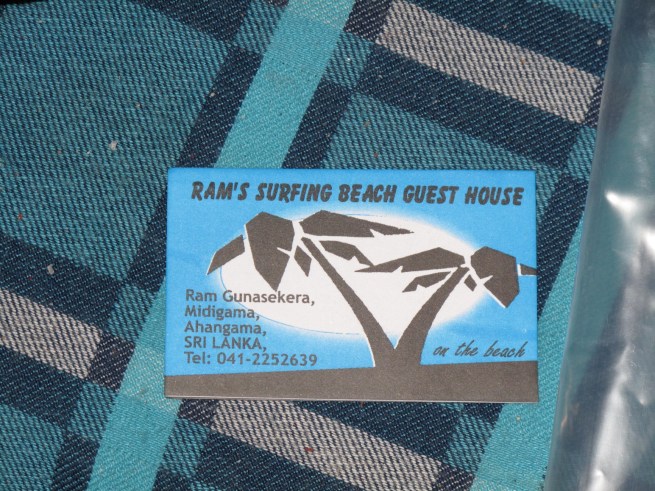 RAM'S SURFING BEACH GUEST HOUSE
Ram Gunasekera,
Midigama,
Ahangama,
SRI LANKA,
Tel: 041-2252639
on the beach